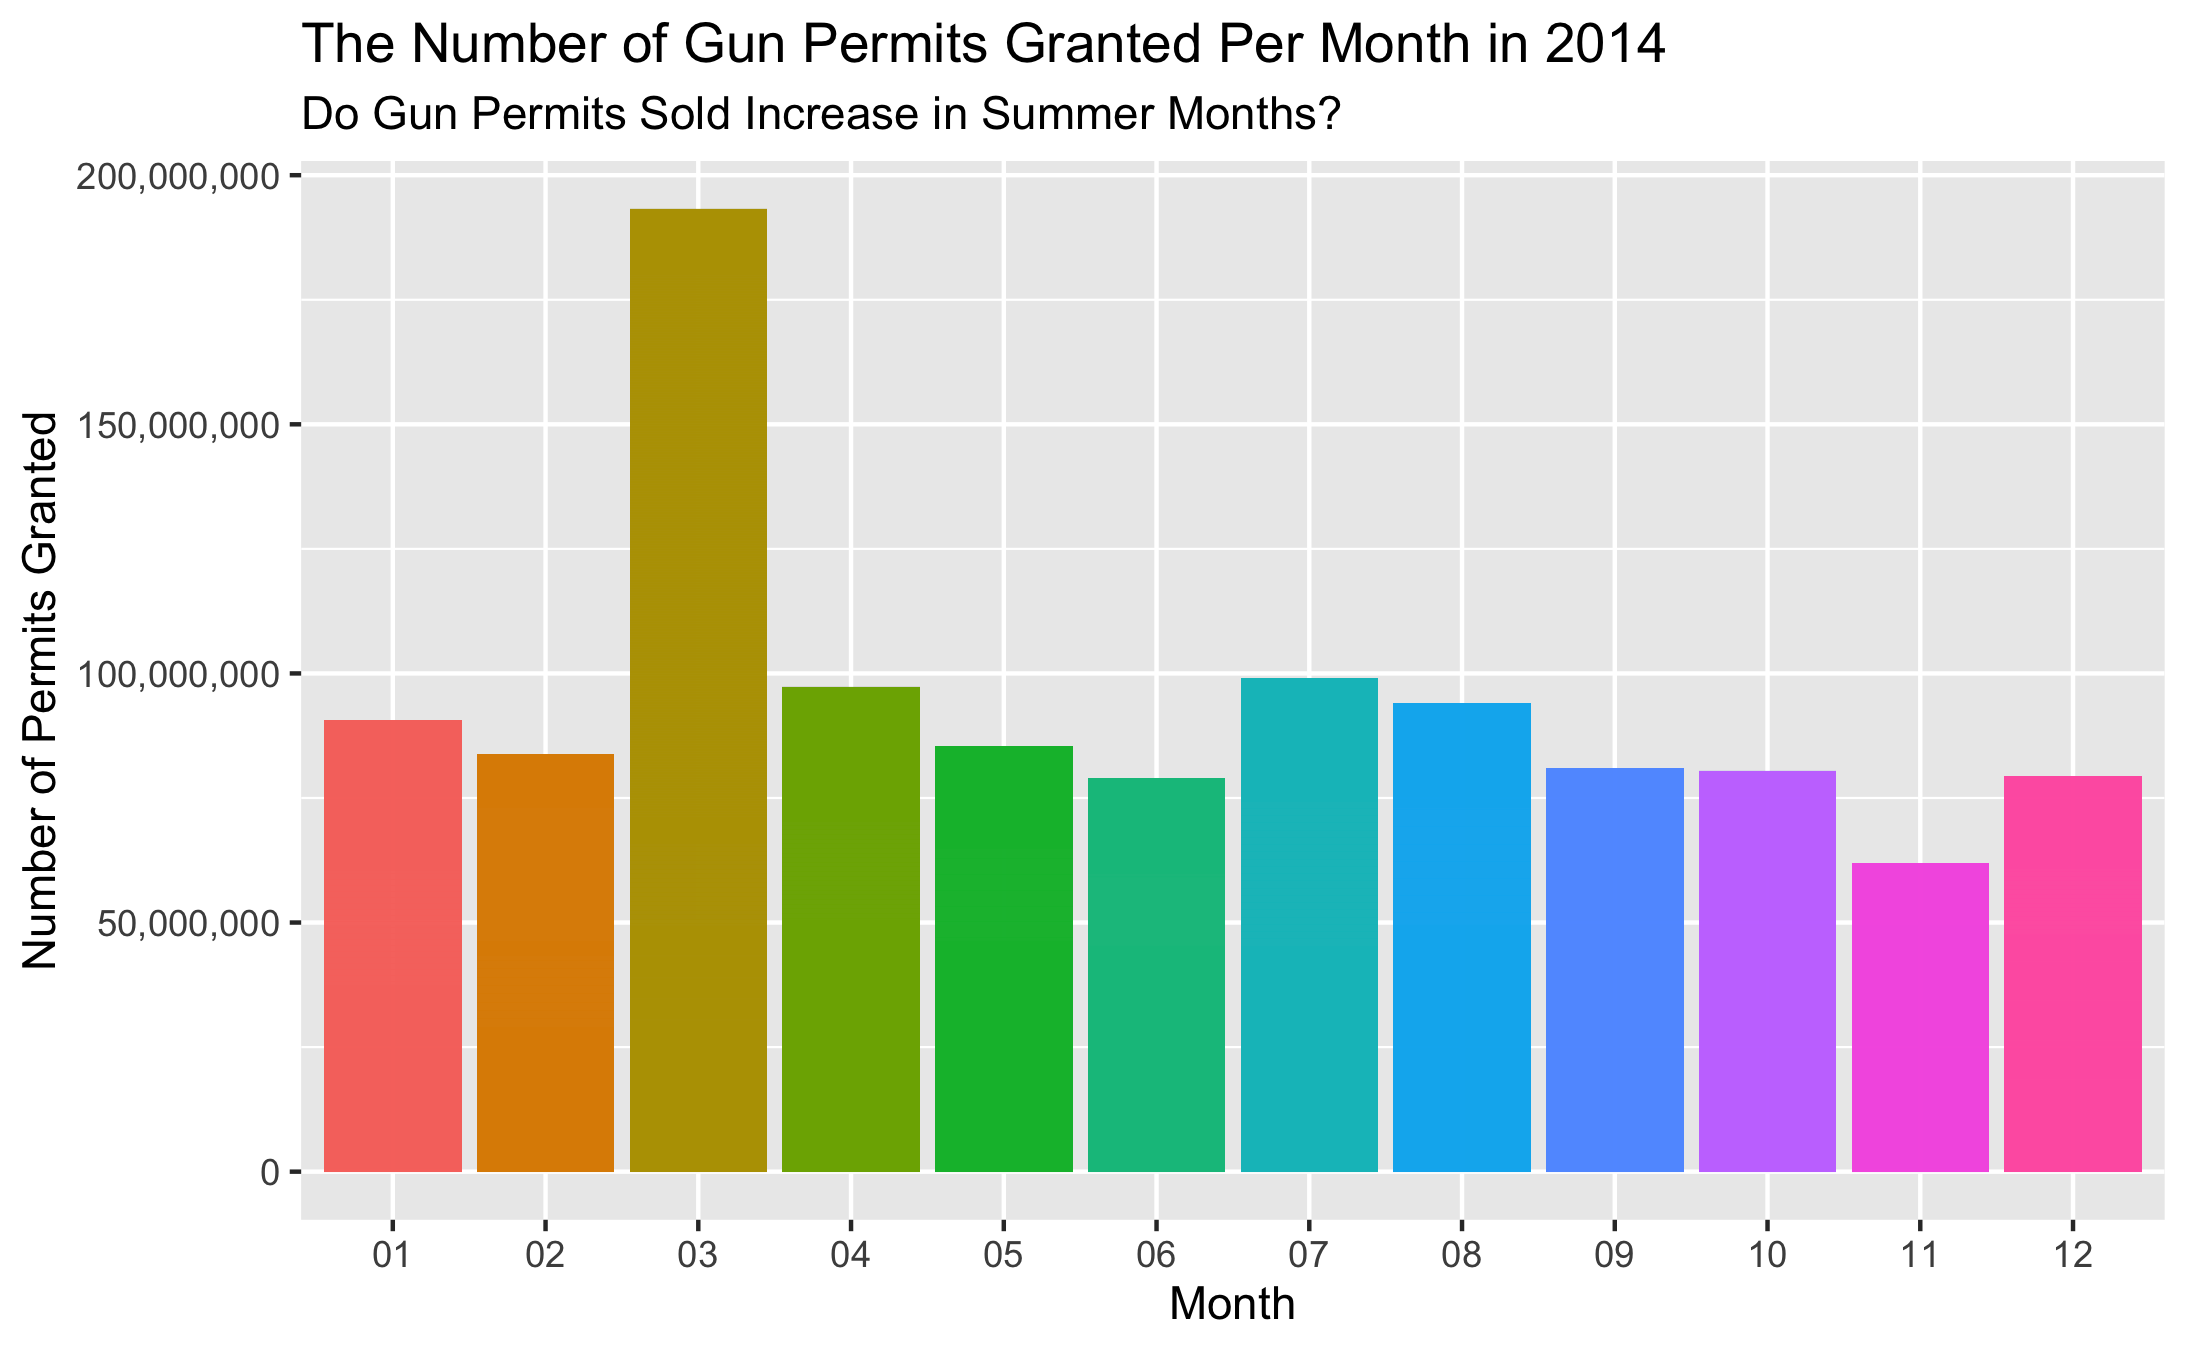 The Number of Gun Permits Granted Per Month in 2014
Do Gun Permits Sold Increase in Summer Months?
Number of Permits Granted
200,000,000
150,000,000
100,000,000
50,000,000
0
01 02 03 04 05 06 07 08 09 10 11 12
Month